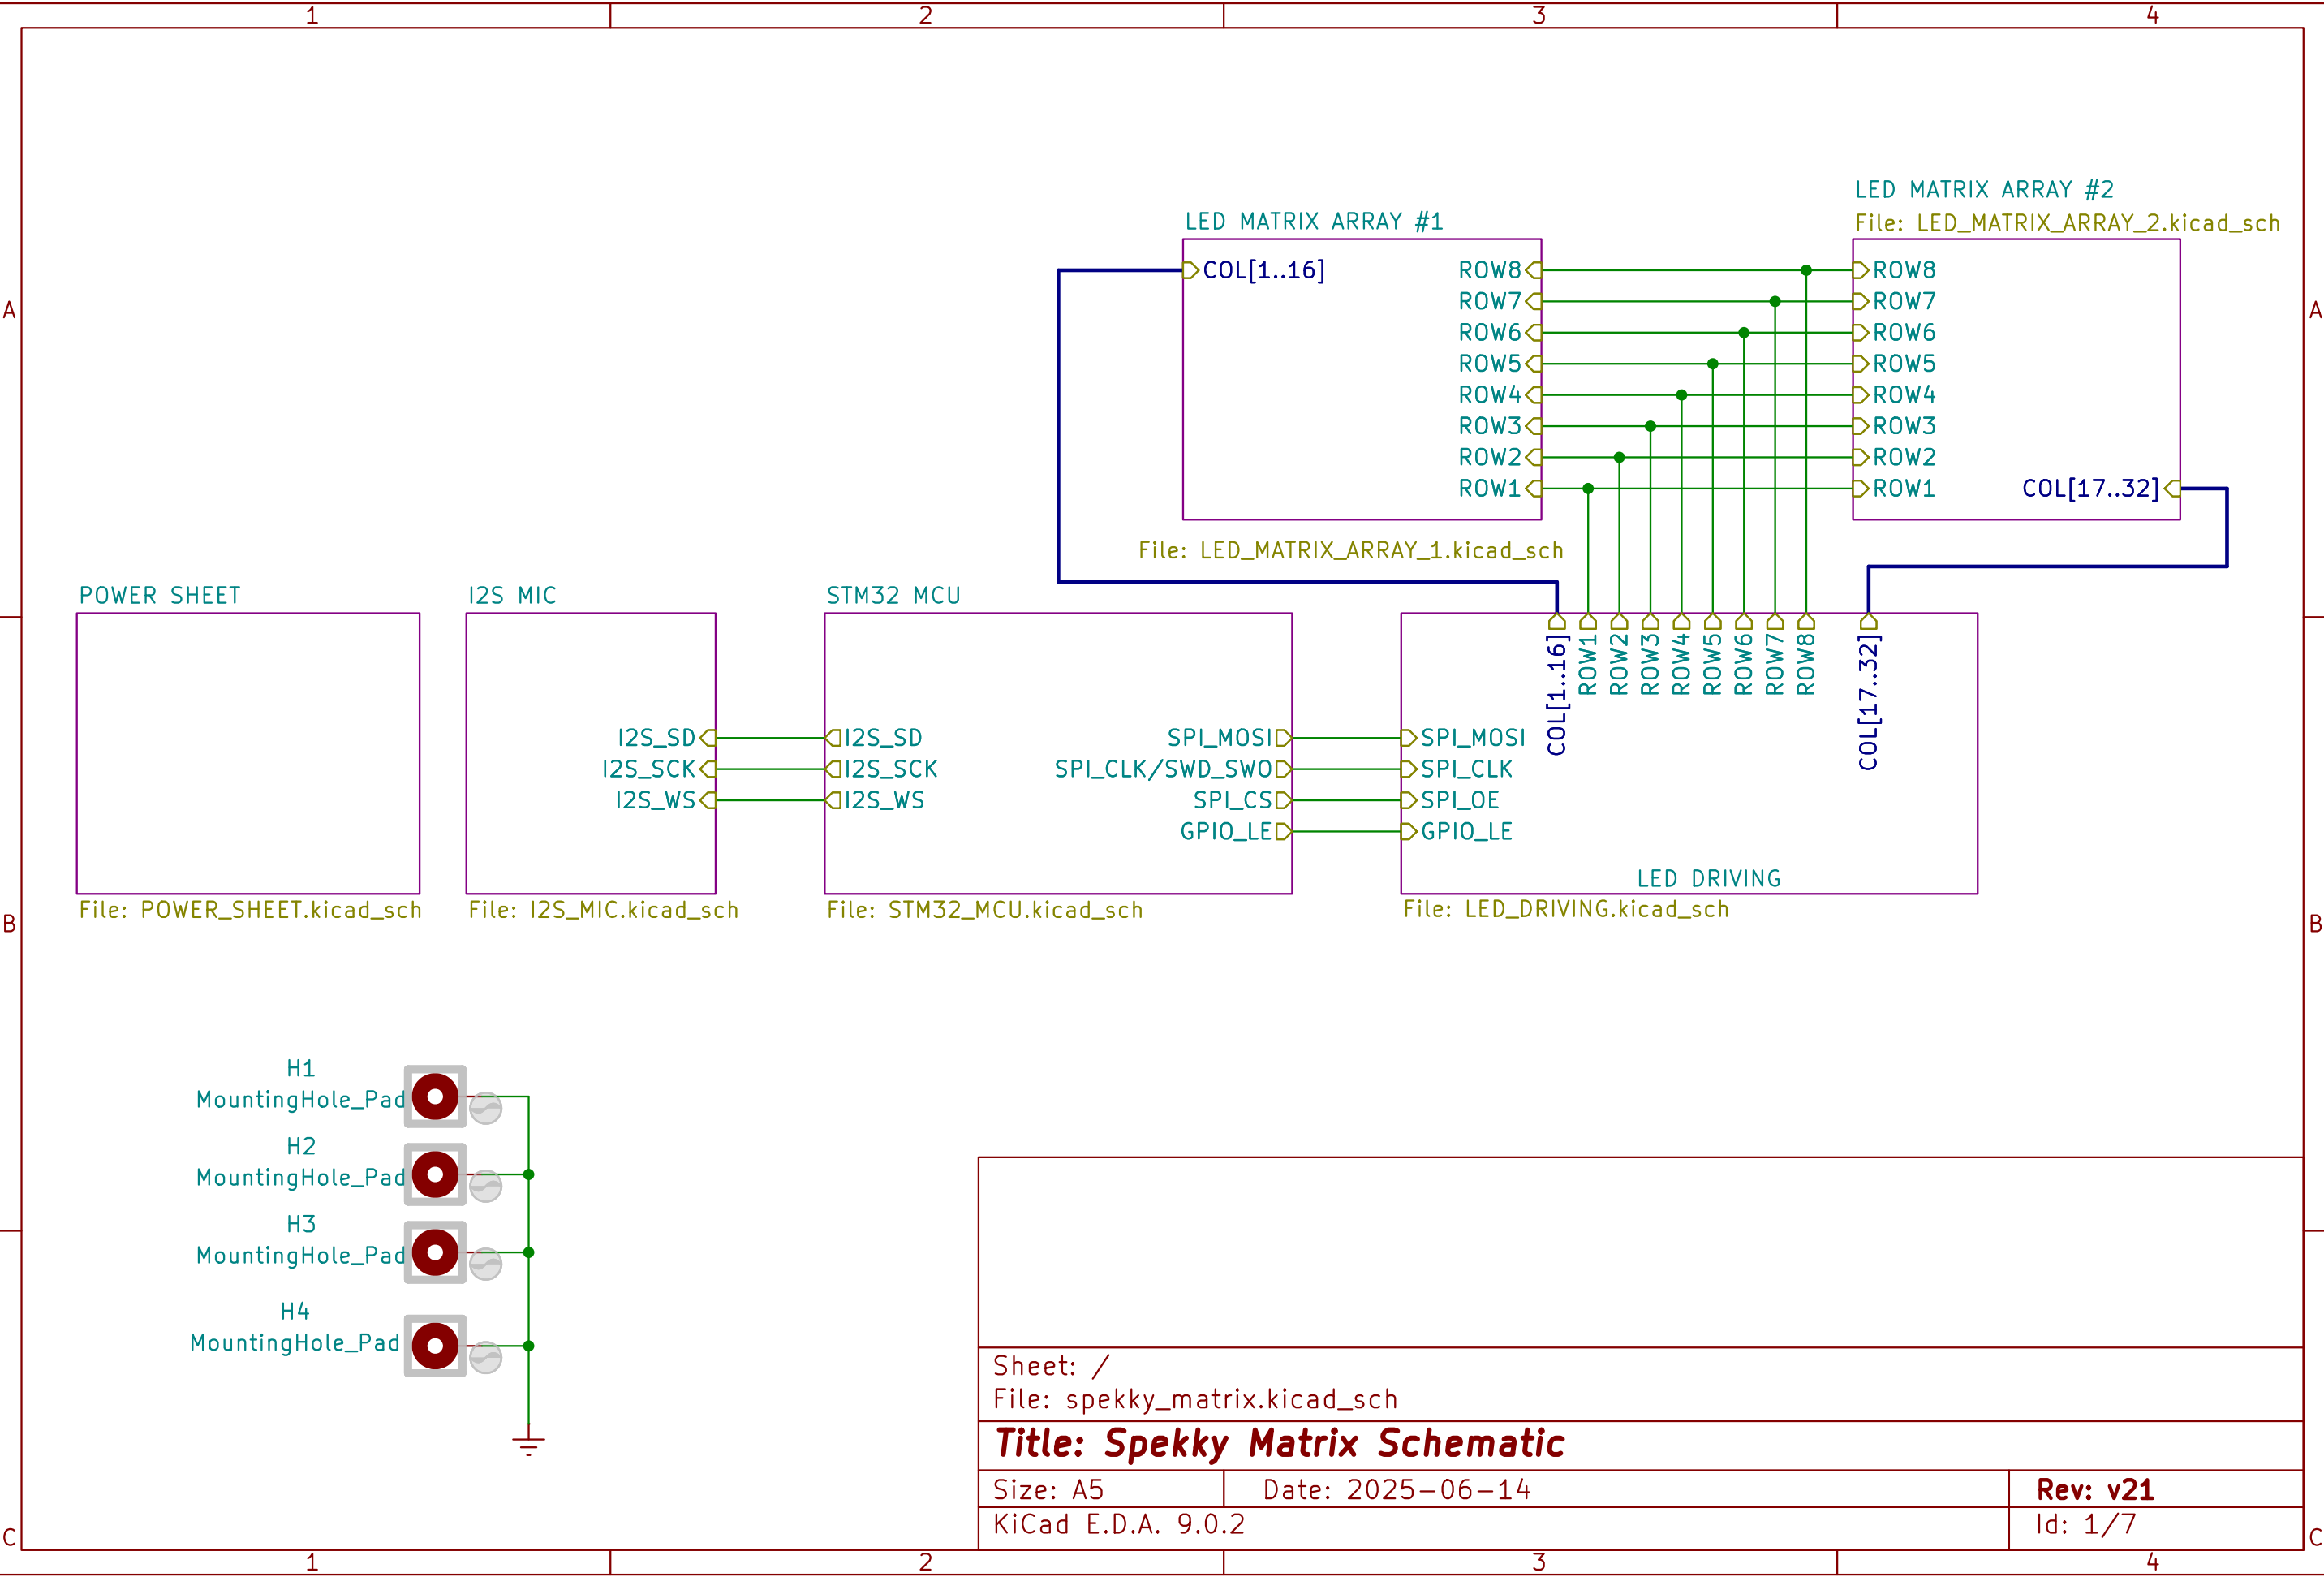 1 2 3 4
A A
LED MATRIX ARRAY #2
File: LED_MATRIX_ARRAY_2.kicad_sch
LED MATRIX ARRAY #1
COL[1..16] ROW8 ROW8
ROW7 ROW7
ROW6 ROW6
ROW5 ROW5
ROW4 ROW4
ROW3 ROW3
ROW2 ROW2
ROW1 ROW1 COL[17..32]
File: LED_MATRIX_ARRAY_1.kicad_sch
POWER SHEET
File: POWER_SHEET.kicad_sch
I2S MIC
I2S_SD
I2S_SCK
I2S_WS
File: I2S_MIC.kicad_sch
STM32 MCU
I2S_SD SPI_MOSI
I2S_SCK SPI_CLK/SWD_SWO
I2S_WS SPI_CS
GPIO_LE
File: STM32_MCU.kicad_sch
COL[1..16]
ROW1
ROW2
ROW3
ROW4
ROW5
ROW6
ROW7
ROW8
COL[17..32]
SPI_MOSI
SPI_CLK
SPI_OE
GPIO_LE
LED DRIVING
File: LED_DRIVING.kicad_sch
B B
H1
MountingHole_Pad
H2
MountingHole_Pad
H3
MountingHole_Pad
H4
MountingHole_Pad
Sheet: /
File: spekky_matrix.kicad_sch
Title: Spekky Matrix Schematic
Size: A5 Date: 2025-06-14 Rev: v21
KiCad E.D.A. 9.0.2 Id: 1/7
C C
1 2 3 4